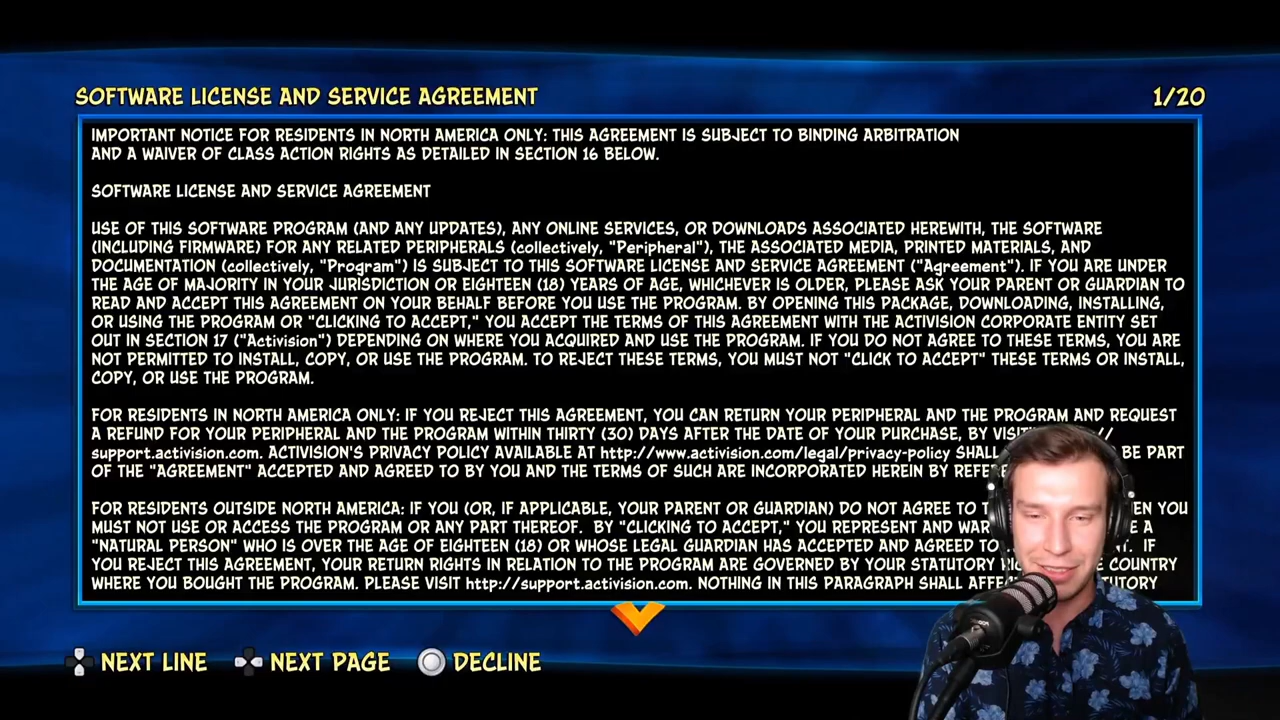 SOFTWARE LICENSE AND SERVICE AGREEMENT
1/20
IMPORTANT NOTICE FOR RESIDENTS IN NORTH AMERICA ONLY: THIS AGREEMENT IS SUBJECT TO BINDING ARBITRATION
AND A WAIVER OF CLASS ACTION RIGHTS AS DETAILED IN SECTION 16 BELOW.
SOFTWARE LICENSE AND SERVICE AGREEMENT
USE OF THIS SOFTWARE PROGRAM (AND ANY UPDATES), ANY ONLINE SERVICES, OR DOWNLOADS ASSOCIATED HEREWITH, THE SOFTWARE
(INCLUDING FIRMWARE) FOR ANY RELATED PERIPHERALS (collectively, "Peripheral"), THE ASSOCIATED MEDIA, PRINTED MATERIALS, AND
DOCUMENTATION (collectively, "Program") IS SUBJECT TO THIS SOFTWARE LICENSE AND SERVICE AGREEMENT ("Agreement"). IF YOU ARE UNDER
THE AGE OF MAJORITY IN YOUR JURISDICTION OR EIGHTEEN (18) YEARS OF AGE, WHICHEVER IS OLDER, PLEASE ASK YOUR PARENT OR GUARDIAN TO
READ AND ACCEPT THIS AGREEMENT ON YOUR BEHALF BEFORE YOU USE THE PROGRAM. BY OPENING THIS PACKAGE, DOWNLOADING, INSTALLING,
OR USING THE PROGRAM OR "CLICKING TO ACCEPT," YOU ACCEPT THE TERMS OF THIS AGREEMENT WITH THE ACTIVISION CORPORATE ENTITY SET
OUT IN SECTION 17 ("Activision") DEPENDING ON WHERE YOU ACQUIRED AND USE THE PROGRAM. IF YOU DO NOT AGREE TO THESE TERMS, YOU ARE
NOT PERMITTED TO INSTALL, COPY, OR USE THE PROGRAM. TO REJECT THESE TERMS, YOU MUST NOT "CLICK TO ACCEPT" THESE TERMS OR INSTALL,
COPY, OR USE THE PROGRAM.
FOR RESIDENTS IN NORTH AMERICA ONLY: IF YOU REJECT THIS AGREEMENT, YOU CAN RETURN YOUR PERIPHERAL AND THE PROGRAM AND REQUEST
A REFUND FOR YOUR PERIPHERAL AND THE PROGRAM WITHIN THIRTY (30) DAYS AFTER THE DATE OF YOUR PURCHASE, BY
support.activision.com. ACTIVISION'S PRIVACY POLICY AVAILABLE AT http://www.activision.com/legal/privacy-policy SHALL BE PART
OF THE "AGREEMENT" ACCEPTED AND AGREED TO BY YOU AND THE TERMS OF SUCH ARE INCORPORATED HEREIN BY
FOR RESIDENTS OUTSIDE NORTH AMERICA: IF YOU (OR, IF APPLICABLE, YOUR PARENT OR GUARDIAN) DO NOT AGREE TO YOU
MUST NOT USE OR ACCESS THE PROGRAM OR ANY PART THEREOF. BY "CLICKING TO ACCEPT," YOU REPRESENT AND A
"NATURAL PERSON" WHO IS OVER THE AGE OF EIGHTEEN (18) OR WHOSE LEGAL GUARDIAN HAS ACCEPTED AND AGREED TO IF
YOU REJECT THIS AGREEMENT, YOUR RETURN RIGHTS IN RELATION TO THE PROGRAM ARE GOVERNED BY YOUR STATUTORY COUNTRY
WHERE YOU BOUGHT THE PROGRAM. PLEASE VISIT http://support.activision.com. NOTHING IN THIS PARAGRAPH SHALL
NEXT LINE NEXT PAGE DECLINE